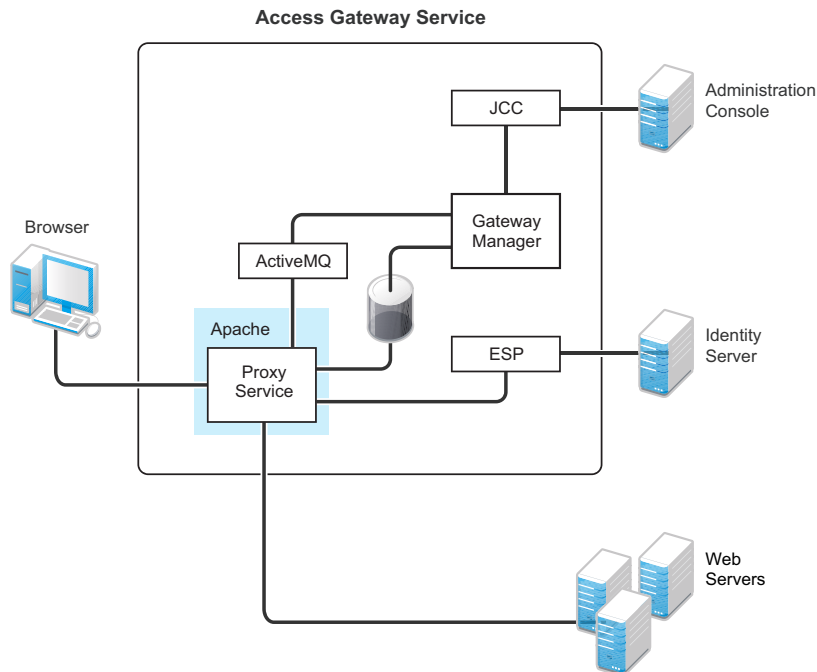 Access Gateway Service
JCC
Administration
Console
Gateway
Manager
Browser
ActiveMQ
Apache
Proxy
Service
ESP
Identity
Server
Web
Servers